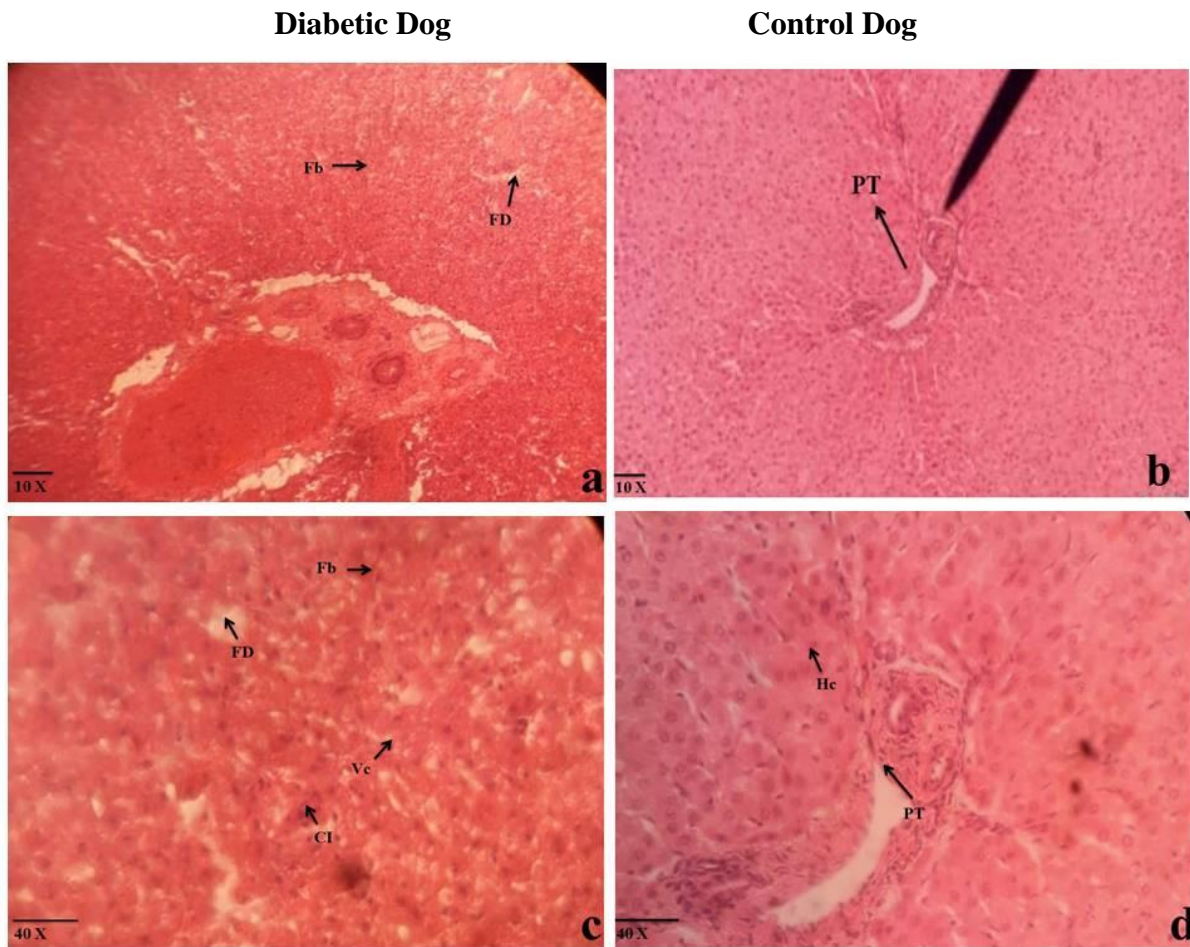 Diabetic Dog
Control Dog
Fb
FD
10 X
a
PT
10 X
b
Fb
FD
Vc
CI
40 X
c
Hc
PT
40 X
d